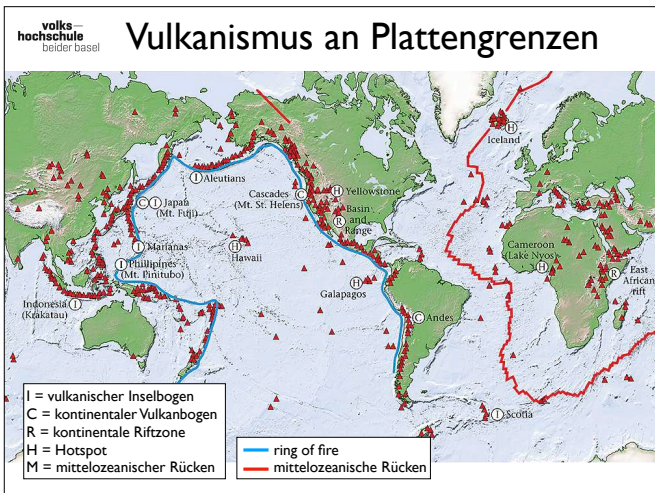 volks—
hochschule
beider basel
Vulkanismus an Plattengrenzen
H
Iceland
I
Aleutians
Cascades
(Mt. St. Helens)
C
H
Yellowstone
Basin
and
Range
R
C
I
Japan
(Mt. Fuji)
I
Marianas
H
Hawaii
I
Phillipines
(Mt. Pinitubo)
Cameroon
(Lake Nyos)
H
R
East
African
rift
Indonesia
(Krakatau)
I
Galapagos
H
C
Andes
I
Scotia
I = vulkanischer Inselbogen
C = kontinentaler Vulkanbogen
R = kontinentale Riftzone
H = Hotspot
M = mittelozeanischer Rücken
ring of fire
mittelozeanische Rücken